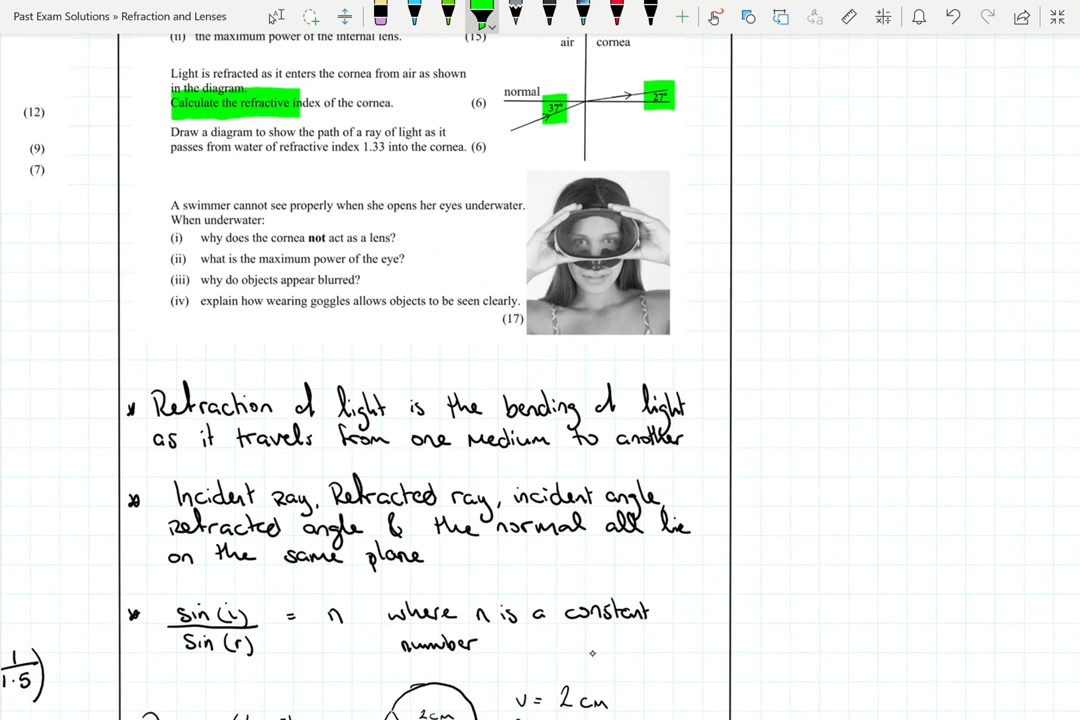 Past Exam Solutions » Refraction and Lenses
(ii) the maximum power of the internal lens. (15)
air cornea
Light is refracted as it enters the cornea from air as shown
in the diagram.
Calculate the refractive index of the cornea. (6)
normal
37°
27°
Draw a diagram to show the path of a ray of light as it
passes from water of refractive index 1.33 into the cornea. (6)
(12)
(9)
(7)
A swimmer cannot see properly when she opens her eyes underwater.
When underwater:
(i) why does the cornea not act as a lens?
(ii) what is the maximum power of the eye?
(iii) why do objects appear blurred?
(iv) explain how wearing goggles allows objects to be seen clearly.
(17)
Refraction of light is the bending of light
as it travels from one medium to another
Incident Ray, Refracted ray, incident angle,
refracted angle & the normal all lie
on the same plane
Sin (i) = n where n is a constant
Sin (r) number
1
1.5)
2cm
v = 2 cm